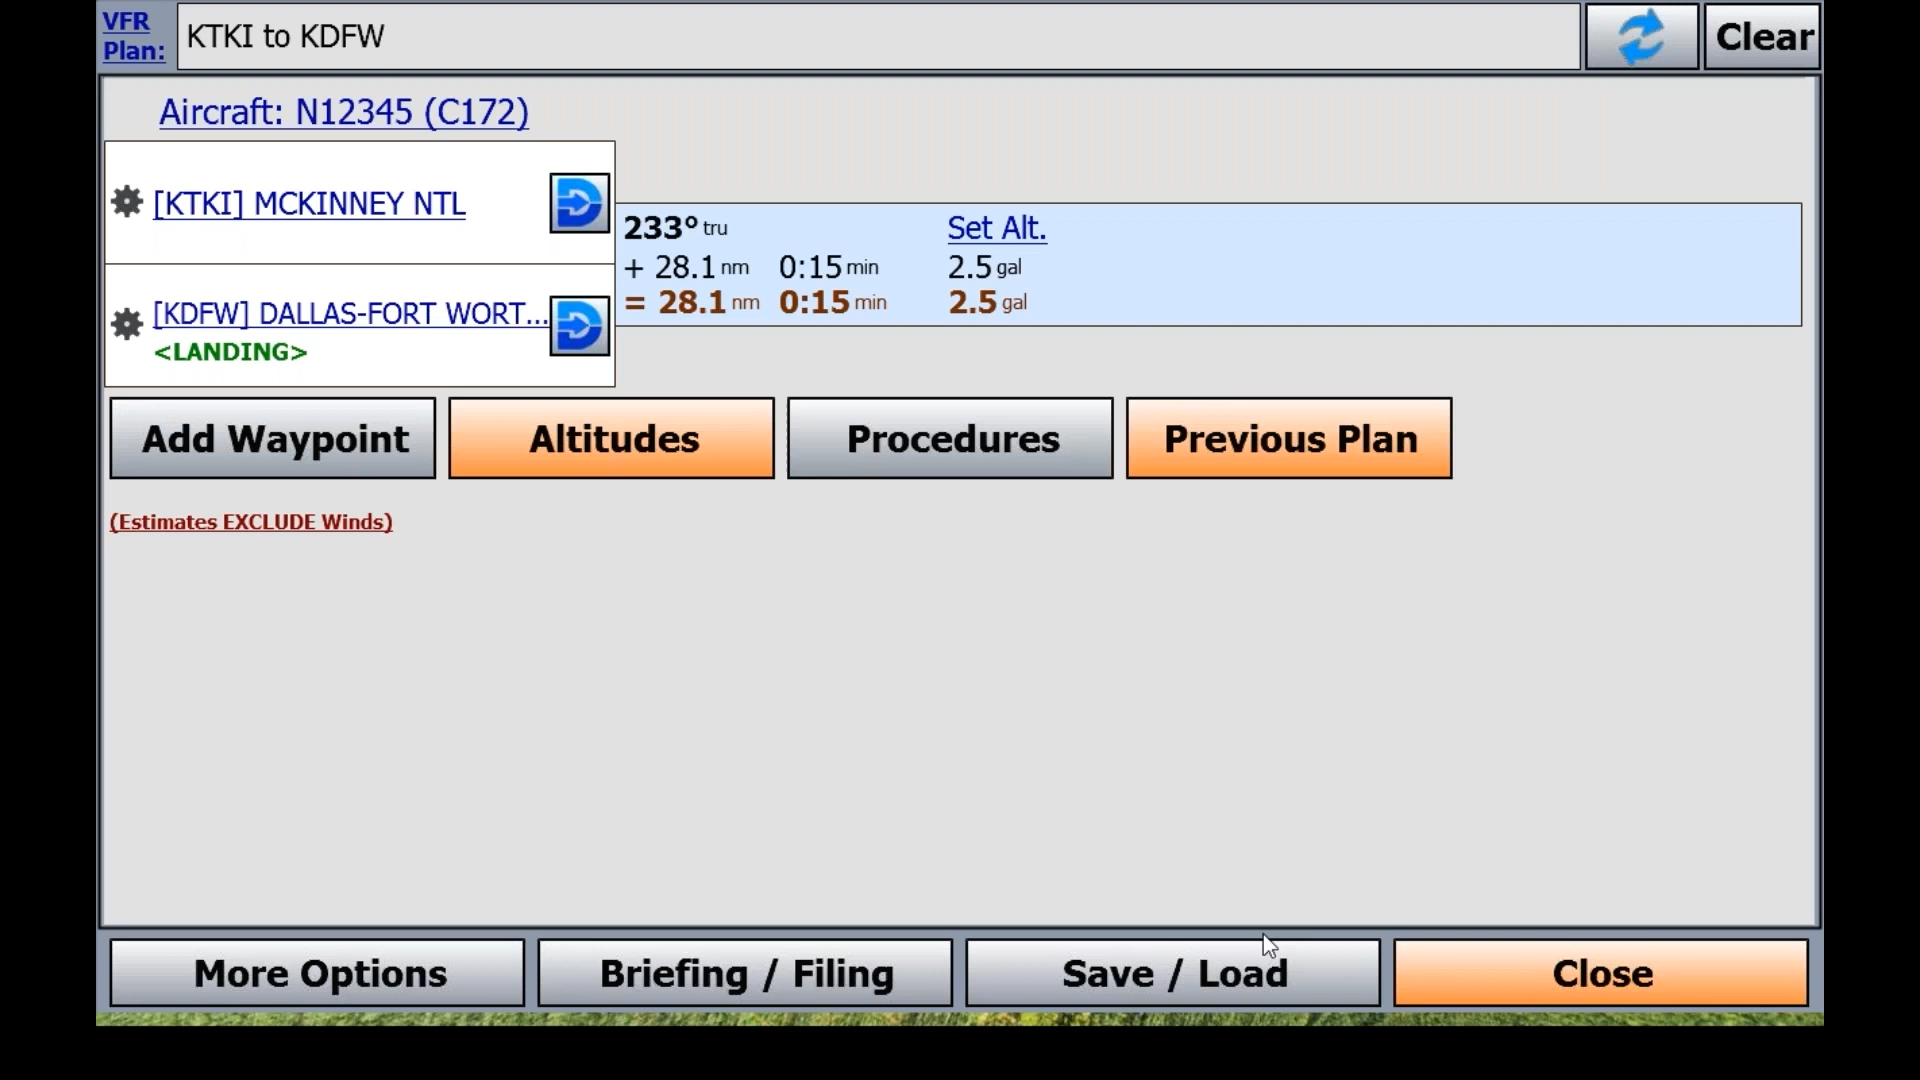 VFR
Plan:
KTKI to KDFW
Clear
Aircraft: N12345 (C172)
[KTKI] MCKINNEY NTL
233° tru
Set Alt.
+ 28.1 nm 0:15 min 2.5 gal
= 28.1 nm 0:15 min 2.5 gal
[KDFW] DALLAS-FORT WORT...
<LANDING>
Add Waypoint
Altitudes
Procedures
Previous Plan
(Estimates EXCLUDE Winds)
More Options
Briefing / Filing
Save / Load
Close